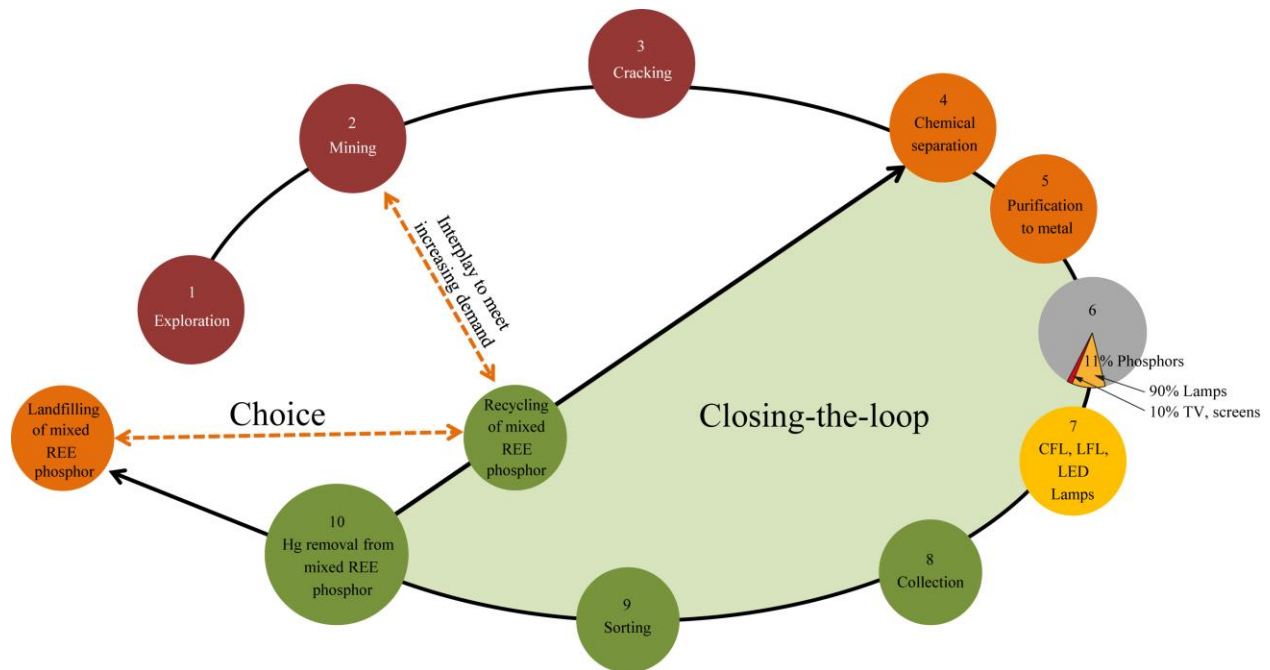 1
Exploration
2
Mining
3
Cracking
4
Chemical
separation
5
Purification
to metal
6
11% Phosphors
90% Lamps
10% TV, screens
7
CFL, LFL,
LED
Lamps
8
Collection
9
Sorting
10
Hg removal from
mixed REE
phosphor
Recycling
of mixed
REE
phosphor
Landfilling
of mixed
REE
phosphor
Choice
Interplay to meet
increasing demand
Closing-the-loop